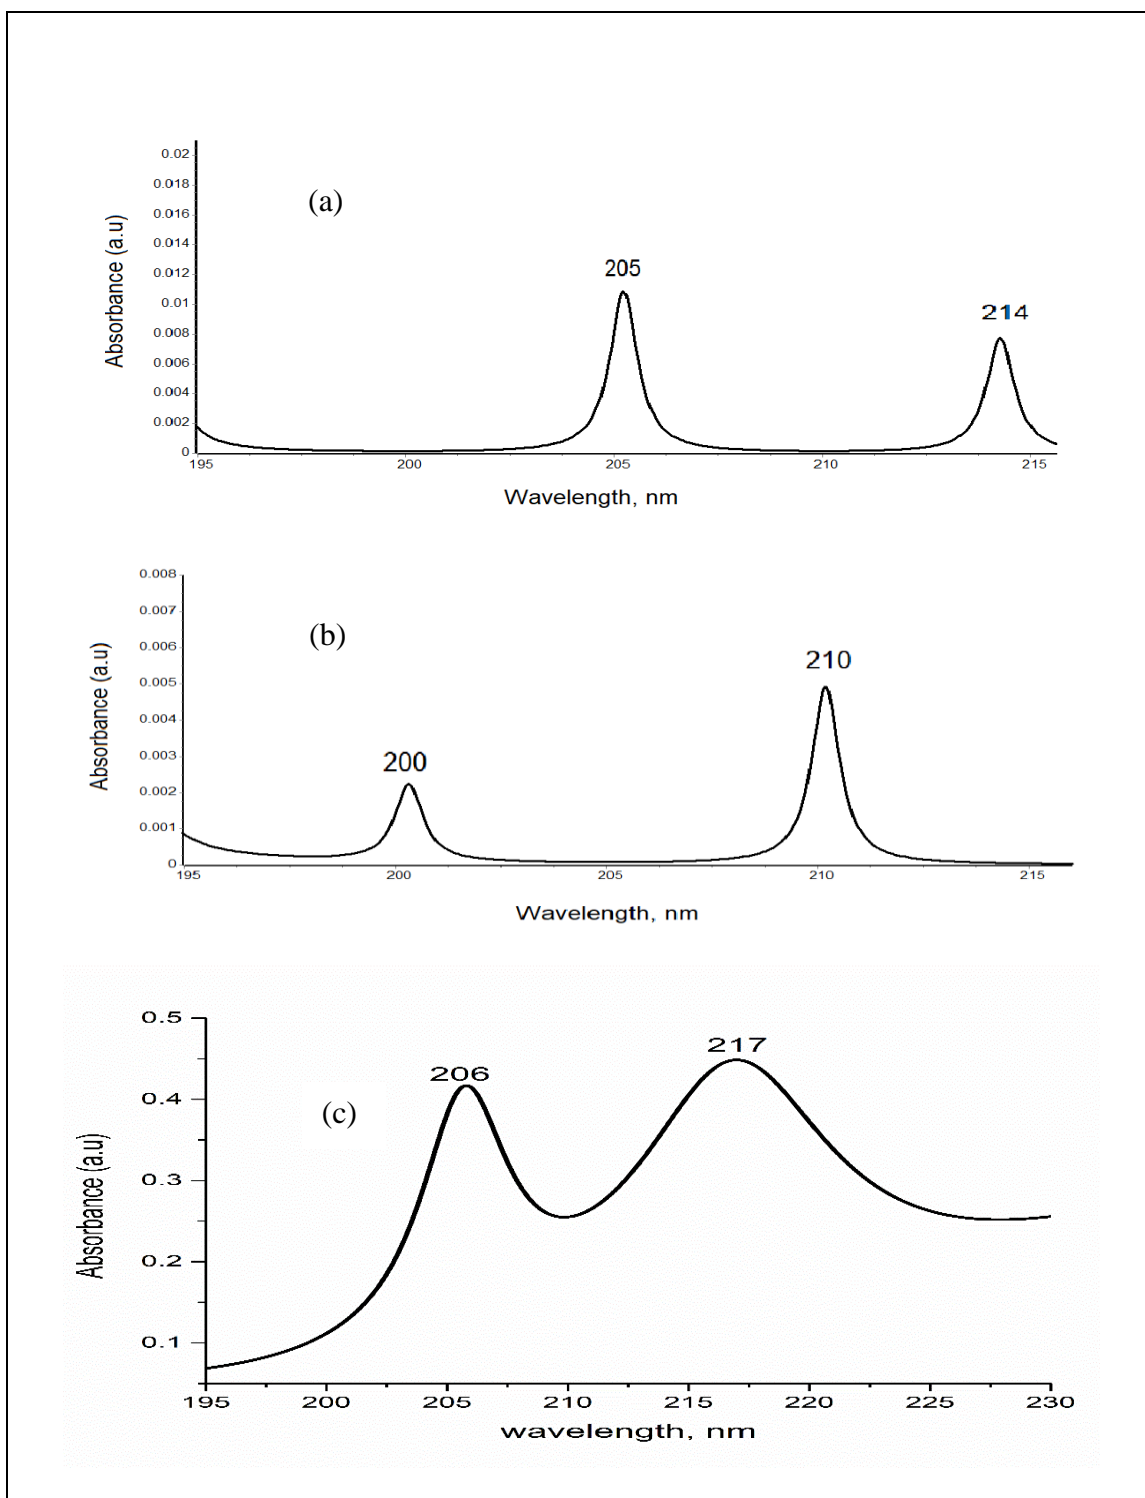 (a)
Absorbance (a.u)
0.02
0.018
0.016
0.014
0.012
0.01
0.008
0.006
0.004
0.002
0
205
214
195 200 205 210 215
Wavelength, nm
(b)
Absorbance (a.u)
0.008
0.007
0.006
0.005
0.004
0.003
0.002
0.001
0
200
210
195 200 205 210 215
Wavelength, nm
(c)
Absorbance (a.u)
0.5
0.4
0.3
0.2
0.1
206
217
195 200 205 210 215 220 225 230
wavelength, nm